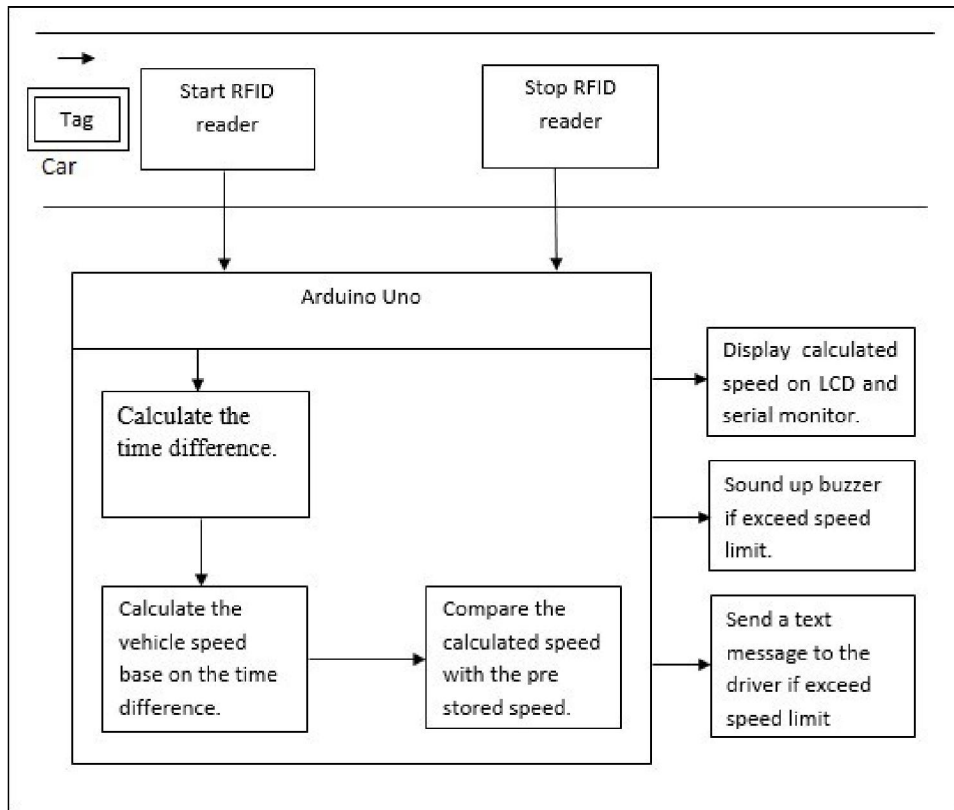 Start RFID
reader
Stop RFID
reader
Tag
Car
Arduino Uno
Calculate the
time difference.
Calculate the
vehicle speed
base on the time
difference.
Compare the
calculated speed
with the pre
stored speed.
Display calculated
speed on LCD and
serial monitor.
Sound up buzzer
if exceed speed
limit.
Send a text
message to the
driver if exceed
speed limit